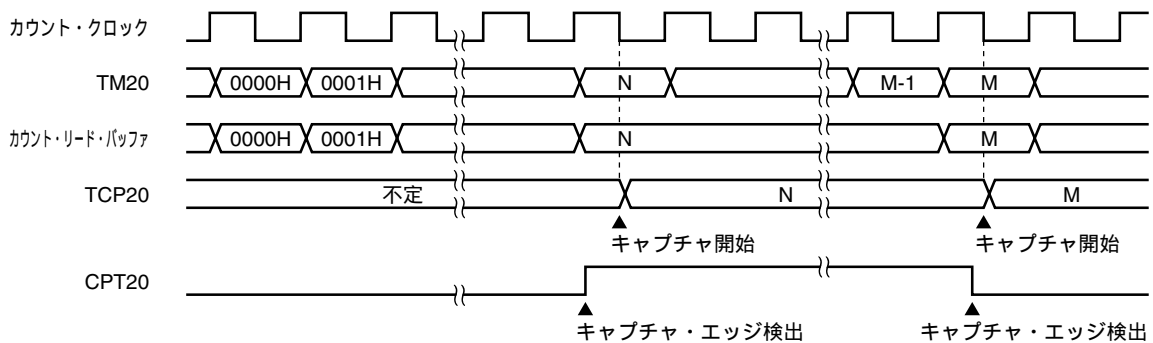 カウント・クロック
TM20 0000H 0001H N M-1 M
カウント・リード・バッファ 0000H 0001H N M
TCP20 不定 N M
キャプチャ開始 キャプチャ開始
CPT20
キャプチャ・エッジ検出 キャプチャ・エッジ検出